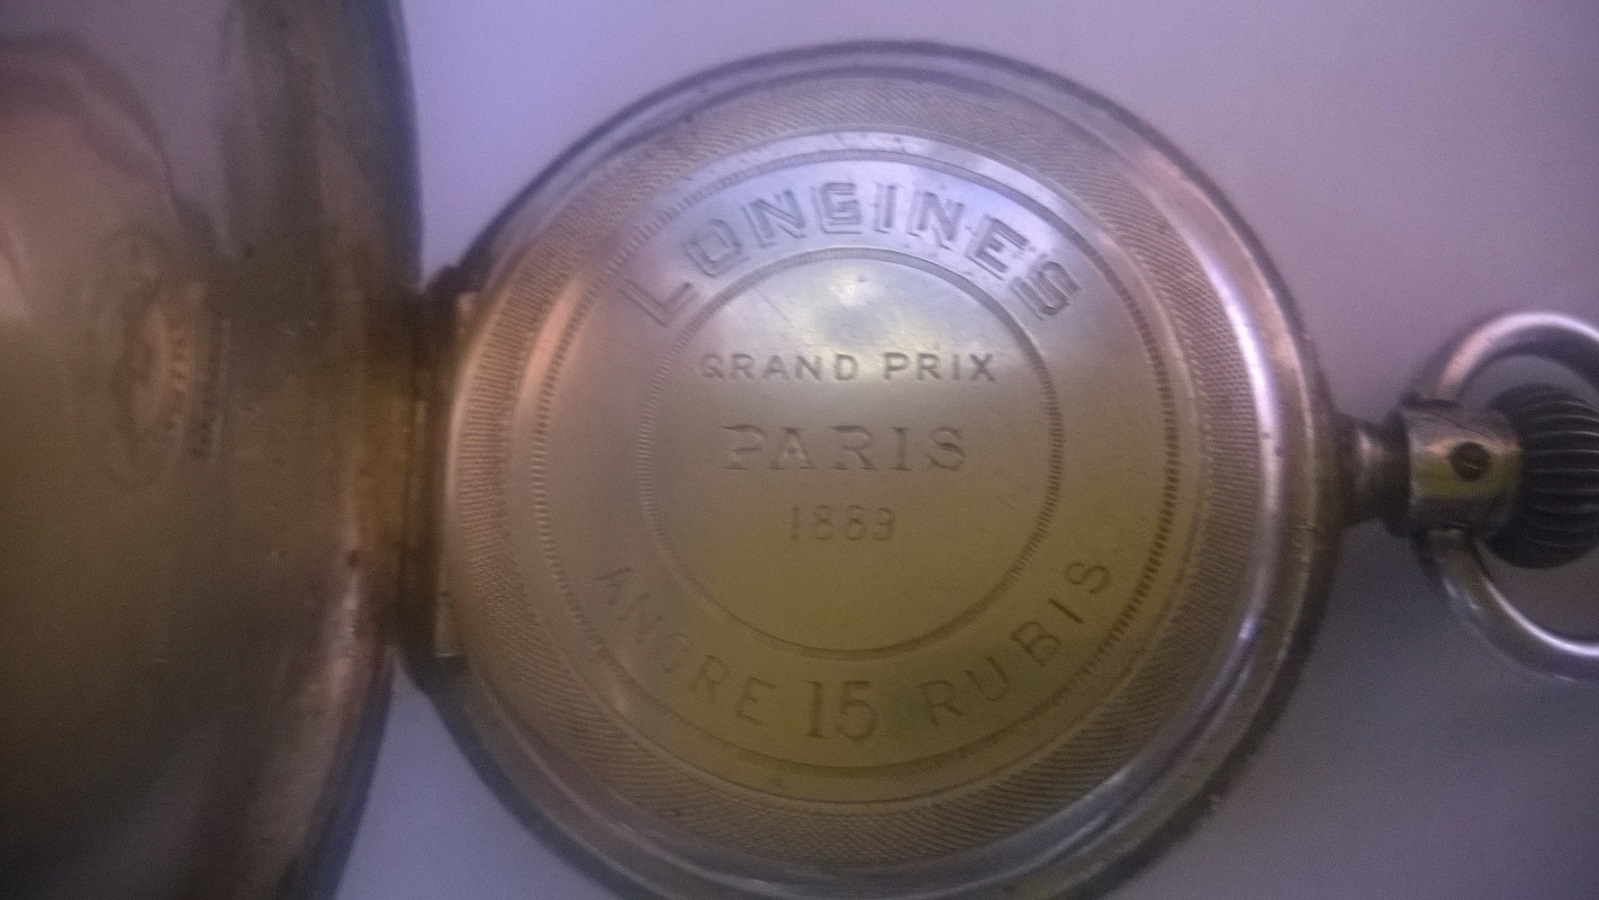 LONGINES
GRAND PRIX
PARIS
1889
ANCRE 15 RUBIS